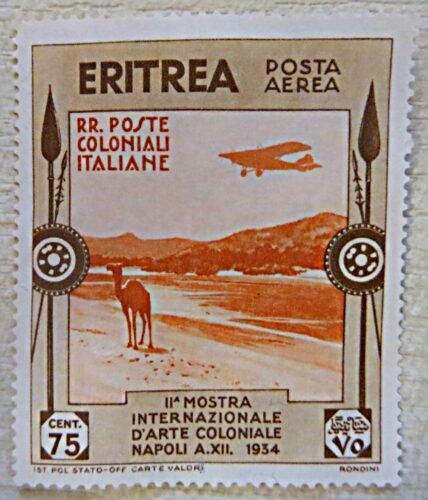 ERITREA
POSTA
AEREA
RR. POSTE
COLONIALI
ITALIANE
IIA MOSTRA
INTERNAZIONALE
D'ARTE COLONIALE
NAPOLI A.XII. 1934
CENT.
75
V٥
IST. POL. STATO-OFF. CARTE VALORI
RONDINI